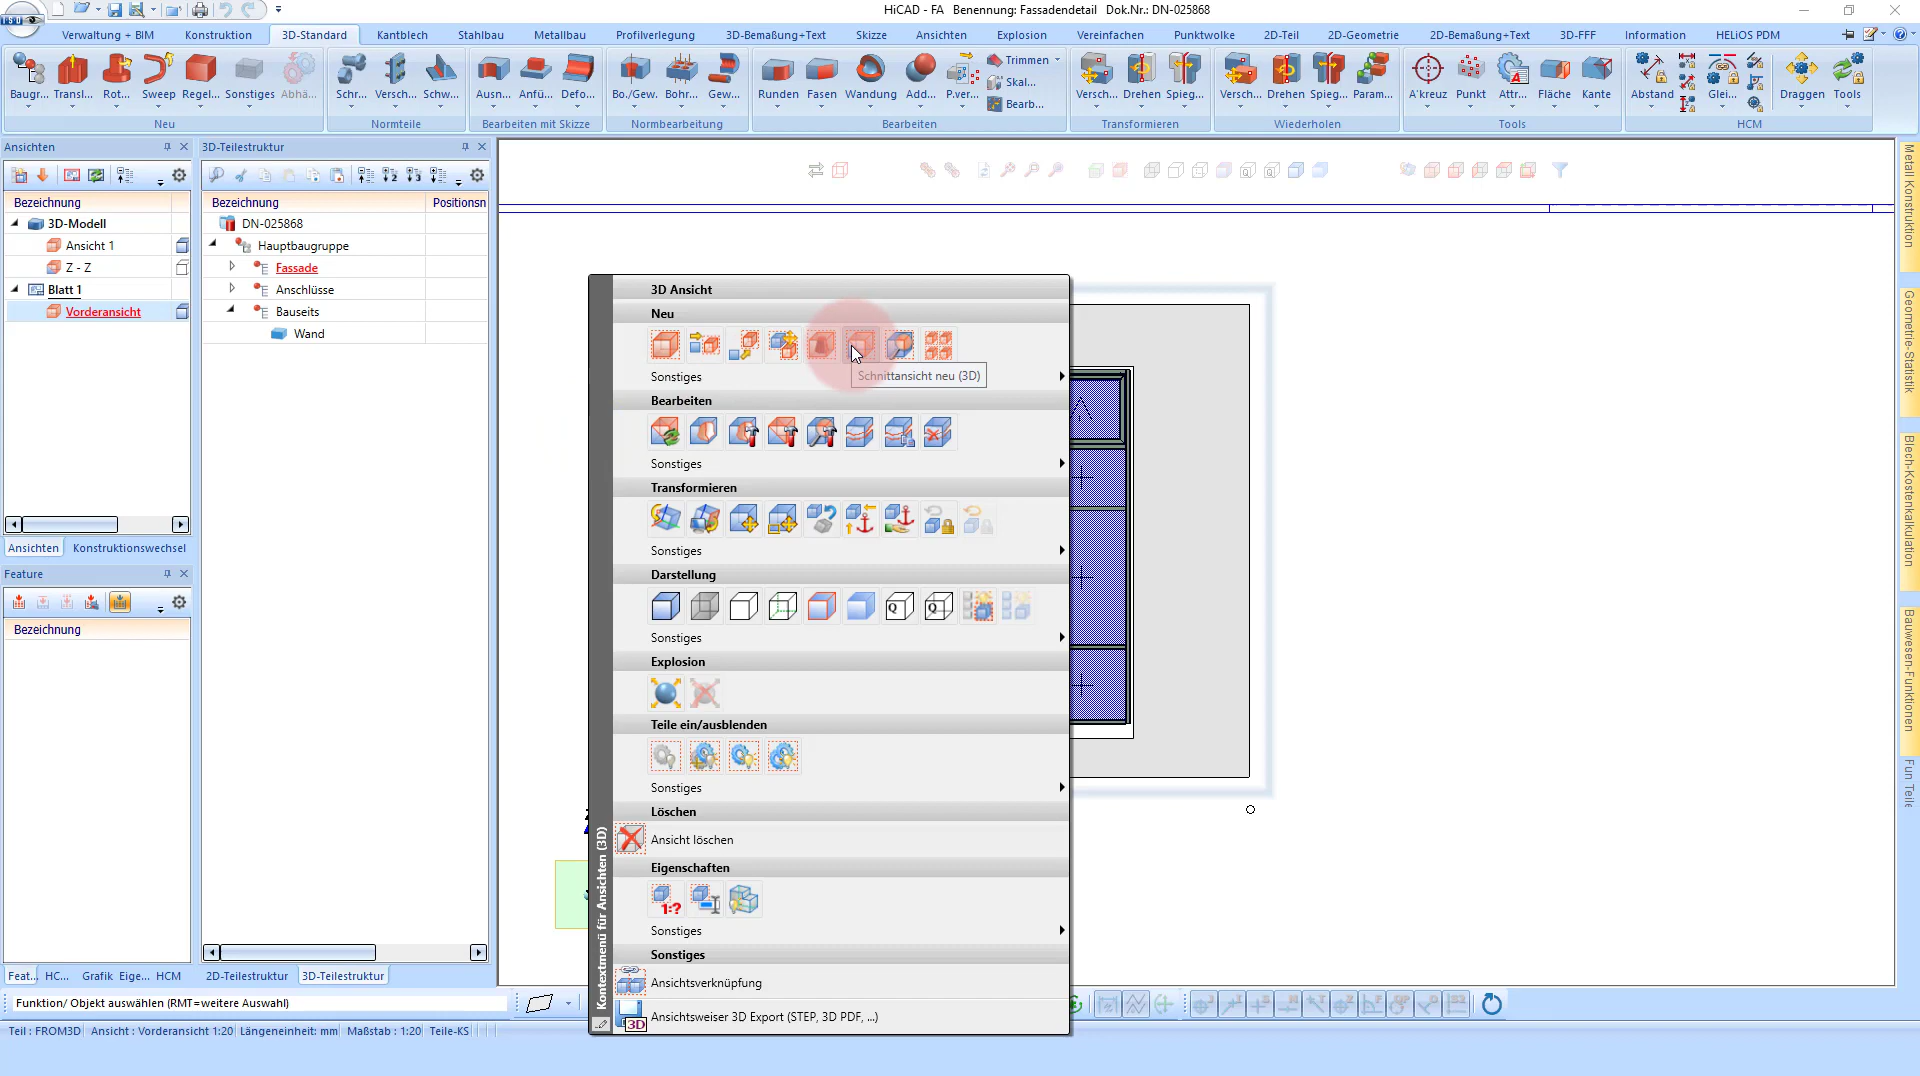 HiCAD - FA   Benennung: Fassadendetail   Dok.Nr.: DN-025868
Verwaltung + BIM   Konstruktion   3D-Standard   Kantblech   Stahlbau   Metallbau   Profilverlegung   3D-Bemaßung+Text   Skizze   Ansichten   Explosion   Vereinfachen   Punktwolke   2D-Teil   2D-Geometrie   2D-Bemaßung+Text   3D-FFF   Information   HELiOS PDM
Trimmen
Skal...
Bearb...
Baugr...   Transl...   Rot...   Sweep   Regel...   Sonstiges   Abhä...   Schr...   Versch...   Schw...   Ausn...   Anfü...   Defo...   Bo./Gew.   Bohr...   Gew...   Runden   Fasen   Wandung   Add...   P.ver...   Versch...   Drehen   Spieg...   Versch...   Drehen   Spieg...   Param...   A'kreuz   Punkt   Attr...   Fläche   Kante   Abstand   Glei...   Draggen   Tools
Neu   Normteile   Bearbeiten mit Skizze   Normbearbeitung   Bearbeiten   Transformieren   Wiederholen   Tools   HCM
Ansichten
Bezeichnung
3D-Modell
Ansicht 1
Z - Z
Blatt 1
Vorderansicht
Ansichten   Konstruktionswechsel
Feature
Bezeichnung
Feat...   HC...   Grafik   Eige...   HCM
3D-Teilestruktur
Bezeichnung   Positionsn
DN-025868
Hauptbaugruppe
Fassade
Anschlüsse
Bauseits
Wand
2D-Teilestruktur   3D-Teilestruktur
Kontextmenü für Ansichten (3D)
3D Ansicht
Neu
Schnittansicht neu (3D)
Sonstiges
Bearbeiten
Sonstiges
Transformieren
Sonstiges
Darstellung
Q   Q
Sonstiges
Explosion
Teile ein/ausblenden
Sonstiges
Löschen
Ansicht löschen
Eigenschaften
1:?
Sonstiges
Sonstiges
Ansichtsverknüpfung
3D   Ansichtsweiser 3D Export (STEP, 3D PDF, ...)
Metall Konstruktion
Geometrie-Statistik
Blech-Kostenkalkulation
Bauwesen-Funktionen
Fun Teile
Funktion/ Objekt auswählen (RMT=weitere Auswahl)
Teil : FROM3D   Ansicht : Vorderansicht 1:20   Längeneinheit: mm   Maßstab : 1:20   Teile-KS